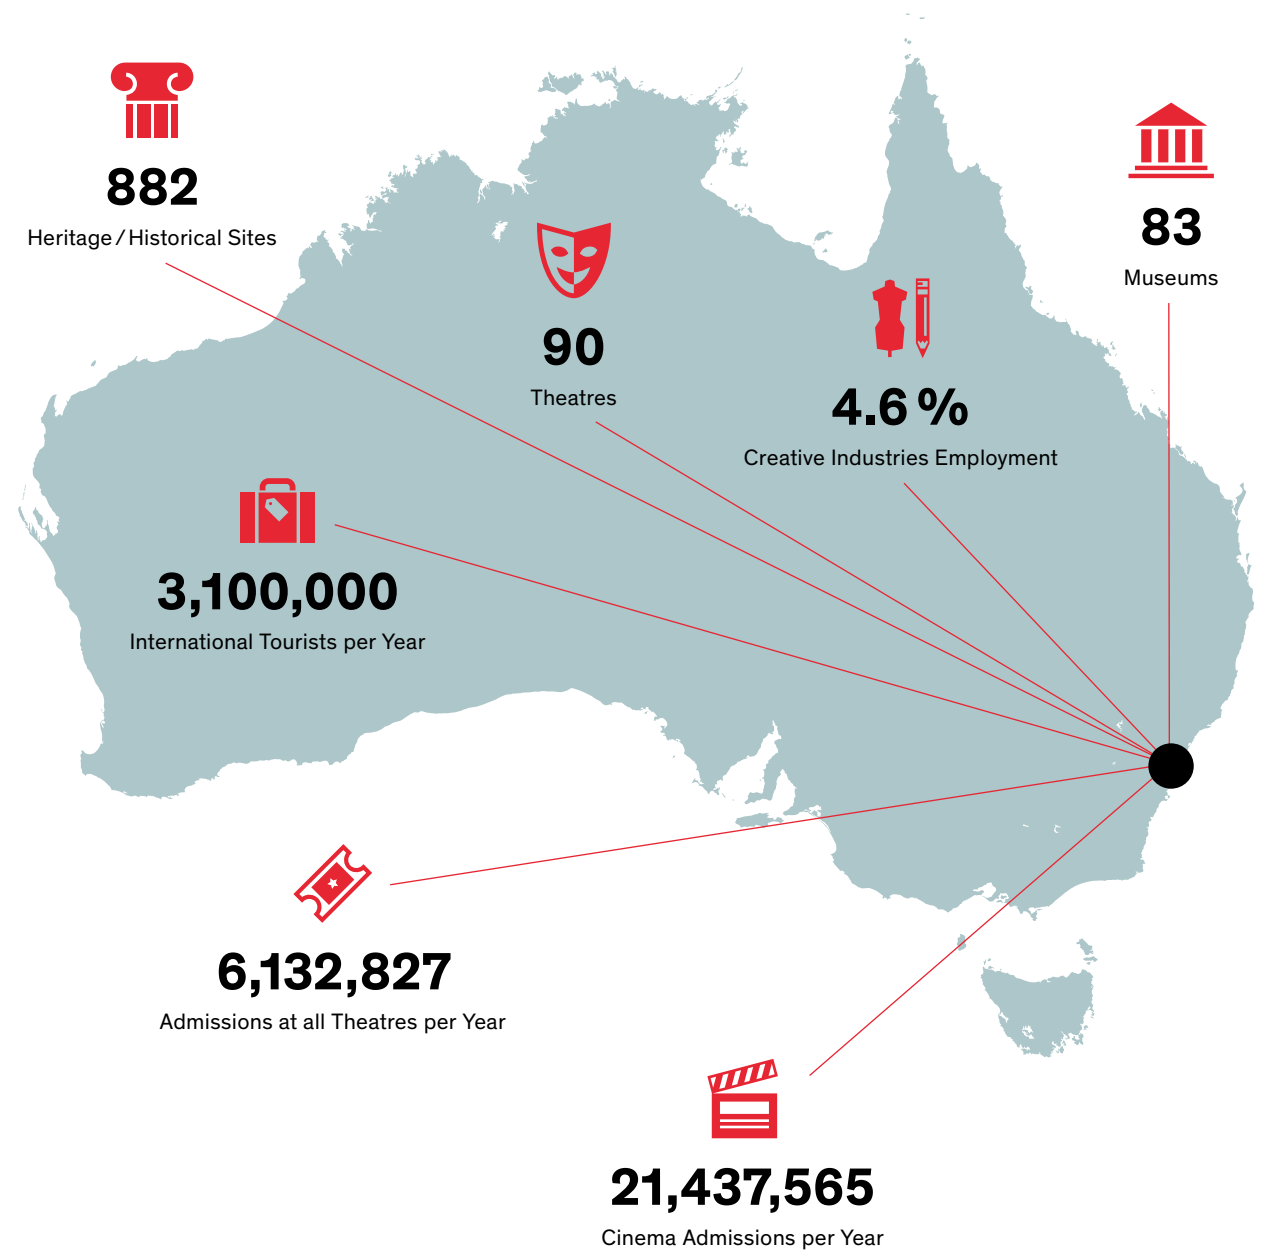 882
Heritage/Historical Sites
83
Museums
90
Theatres
4.6 %
Creative Industries Employment
3,100,000
International Tourists per Year
6,132,827
Admissions at all Theatres per Year
21,437,565
Cinema Admissions per Year